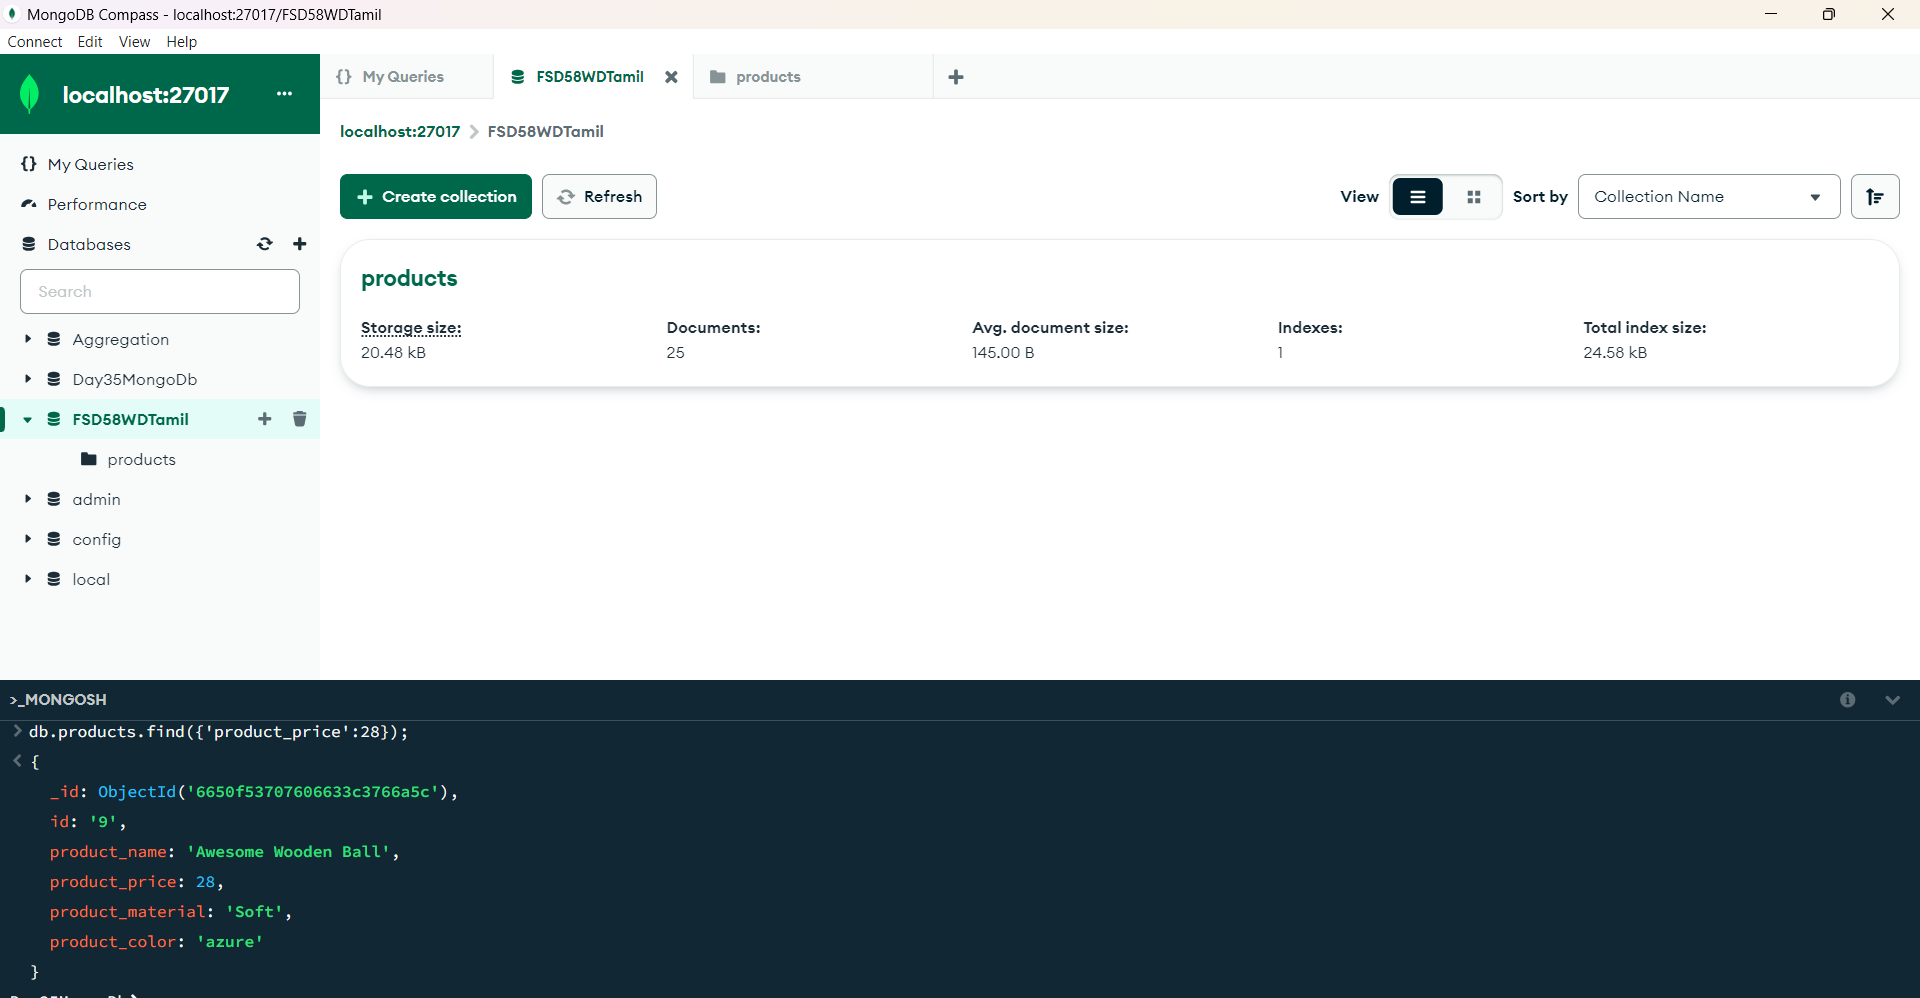 MongoDB Compass - localhost:27017/FSD58WDTamil
Connect Edit View Help
localhost:27017 ...
{} My Queries
FSD58WDTamil
products
localhost:27017 > FSD58WDTamil
My Queries
Performance
Databases
Search
Aggregation
Day35MongoDb
FSD58WDTamil
products
admin
config
local
Create collection
Refresh
View
Sort by
Collection Name
products
Storage size: Documents: Avg. document size: Indexes: Total index size:
20.48 kB 25 145.00 B 1 24.58 kB
>_MONGOSH
> db.products.find({'product_price':28});
< {
_id: ObjectId('6650f53707606633c3766a5c'),
id: '9',
product_name: 'Awesome Wooden Ball',
product_price: 28,
product_material: 'Soft',
product_color: 'azure'
}